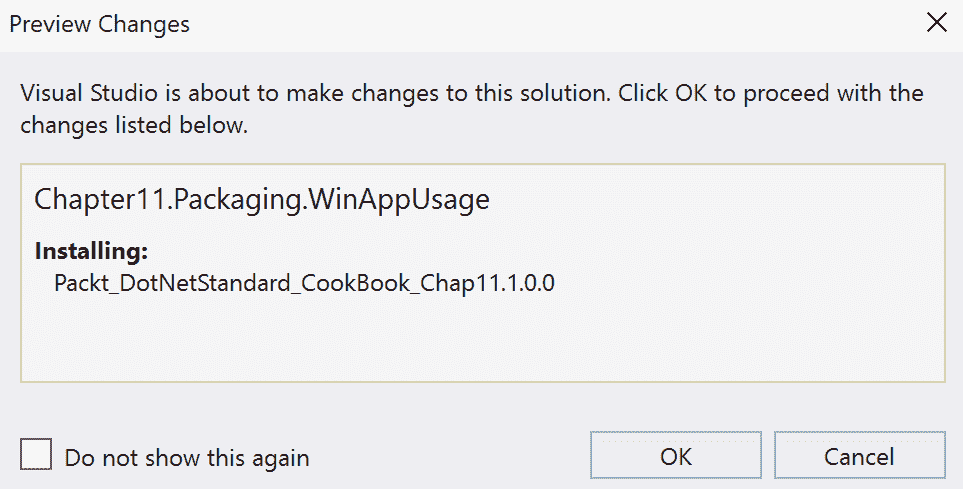 Preview Changes
Visual Studio is about to make changes to this solution. Click OK to proceed with the
changes listed below.
Chapter11.Packaging.WinAppUsage
Installing:
Packt_DotNetStandard_CookBook_Chap11.1.0.0
Do not show this again
OK
Cancel